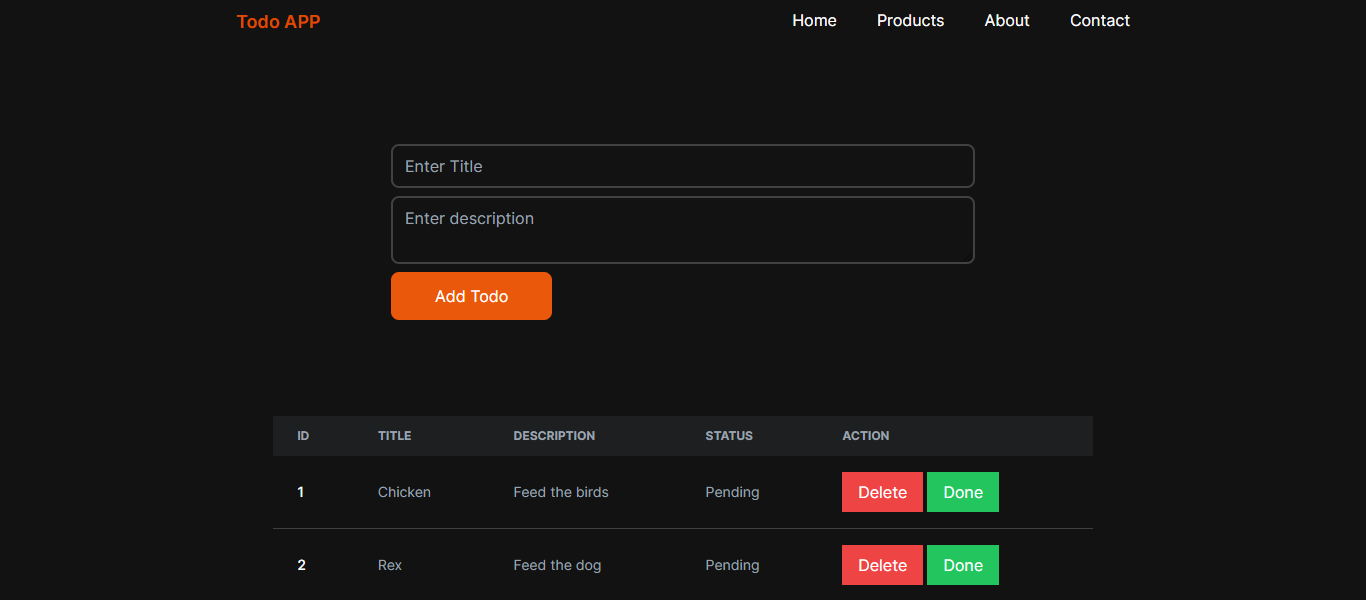 Todo APP Home Products About Contact
Enter Title
Enter description
Add Todo
ID TITLE DESCRIPTION STATUS ACTION
1 Chicken Feed the birds Pending Delete Done
2 Rex Feed the dog Pending Delete Done